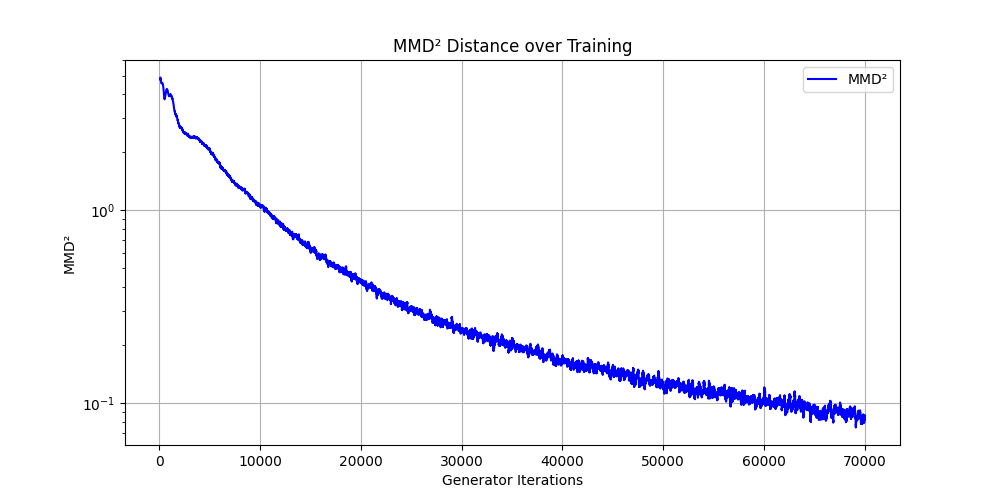 MMD² Distance over Training
MMD²
MMD²
10⁰
10⁻¹
0 10000 20000 30000 40000 50000 60000 70000
Generator Iterations